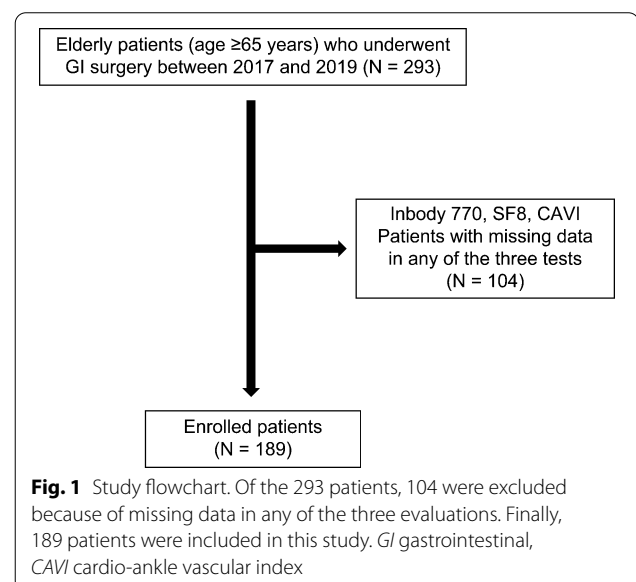 Elderly patients (age ≥65 years) who underwent
GI surgery between 2017 and 2019 (N = 293)
Inbody 770, SF8, CAVI
Patients with missing data
in any of the three tests
(N = 104)
Enrolled patients
(N = 189)
Fig. 1 Study flowchart. Of the 293 patients, 104 were excluded
because of missing data in any of the three evaluations. Finally,
189 patients were included in this study. GI gastrointestinal,
CAVI cardio-ankle vascular index